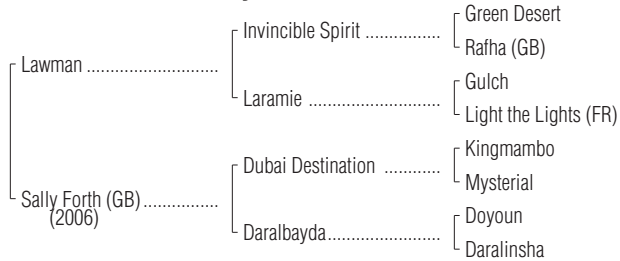 Green Desert
Invincible Spirit ................
Rafha (GB)
Lawman ............................
Gulch
Laramie ............................
Light the Lights (FR)
Kingmambo
Dubai Destination ............
Mysterial
Sally Forth (GB) ................
(2006)
Doyoun
Daralbayda........................
Daralinsha